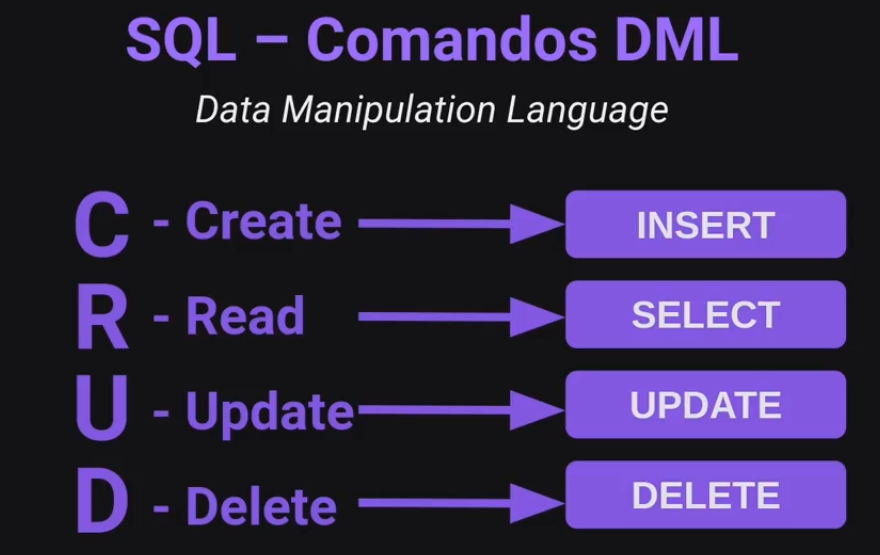 SQL – Comandos DML
Data Manipulation Language
C - Create INSERT
R - Read SELECT
U - Update UPDATE
D - Delete DELETE